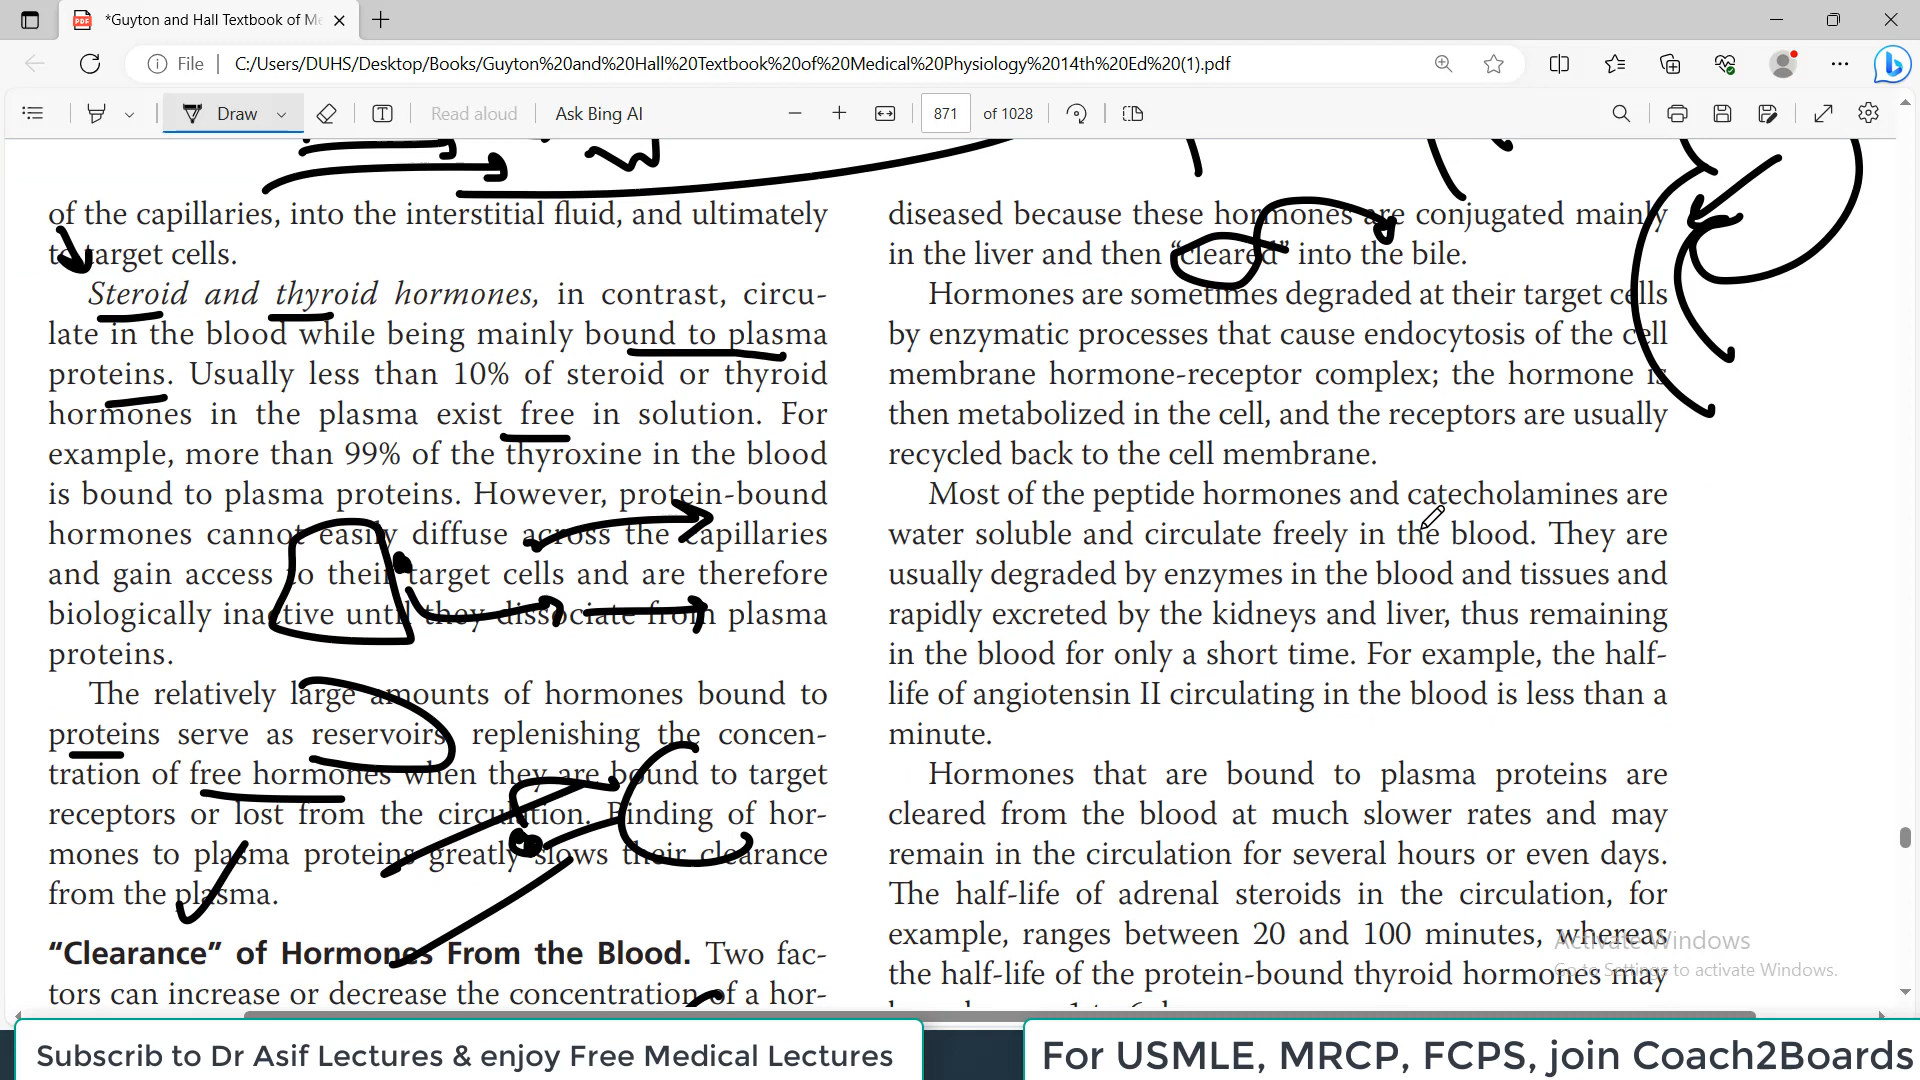 *Guyton and Hall Textbook of Me
File
C:/Users/DUHS/Desktop/Books/Guyton%20and%20Hall%20Textbook%20of%20Medical%20Physiology%2014th%20Ed%20(1).pdf
Draw
Read aloud
Ask Bing AI
871 of 1028
of the capillaries, into the interstitial fluid, and ultimately
to target cells.
Steroid and thyroid hormones, in contrast, circu-
late in the blood while being mainly bound to plasma
proteins. Usually less than 10% of steroid or thyroid
hormones in the plasma exist free in solution. For
example, more than 99% of the thyroxine in the blood
is bound to plasma proteins. However, protein-bound
hormones cannot easily diffuse across the capillaries
and gain access to their target cells and are therefore
biologically inactive until they dissociate from plasma
proteins.
The relatively large amounts of hormones bound to
proteins serve as reservoirs, replenishing the concen-
tration of free hormones when they are bound to target
receptors or lost from the circulation. Binding of hor-
mones to plasma proteins greatly slows their clearance
from the plasma.
“Clearance” of Hormones From the Blood. Two fac-
tors can increase or decrease the concentration of a hor-
diseased because these hormones are conjugated mainly
in the liver and then “cleared” into the bile.
Hormones are sometimes degraded at their target cells
by enzymatic processes that cause endocytosis of the cell
membrane hormone-receptor complex; the hormone is
then metabolized in the cell, and the receptors are usually
recycled back to the cell membrane.
Most of the peptide hormones and catecholamines are
water soluble and circulate freely in the blood. They are
usually degraded by enzymes in the blood and tissues and
rapidly excreted by the kidneys and liver, thus remaining
in the blood for only a short time. For example, the half-
life of angiotensin II circulating in the blood is less than a
minute.
Hormones that are bound to plasma proteins are
cleared from the blood at much slower rates and may
remain in the circulation for several hours or even days.
The half-life of adrenal steroids in the circulation, for
example, ranges between 20 and 100 minutes, whereas
the half-life of the protein-bound thyroid hormones may
Activate Windows
Go to Settings to activate Windows.
Subscrib to Dr Asif Lectures & enjoy Free Medical Lectures
For USMLE, MRCP, FCPS, join Coach2Boards